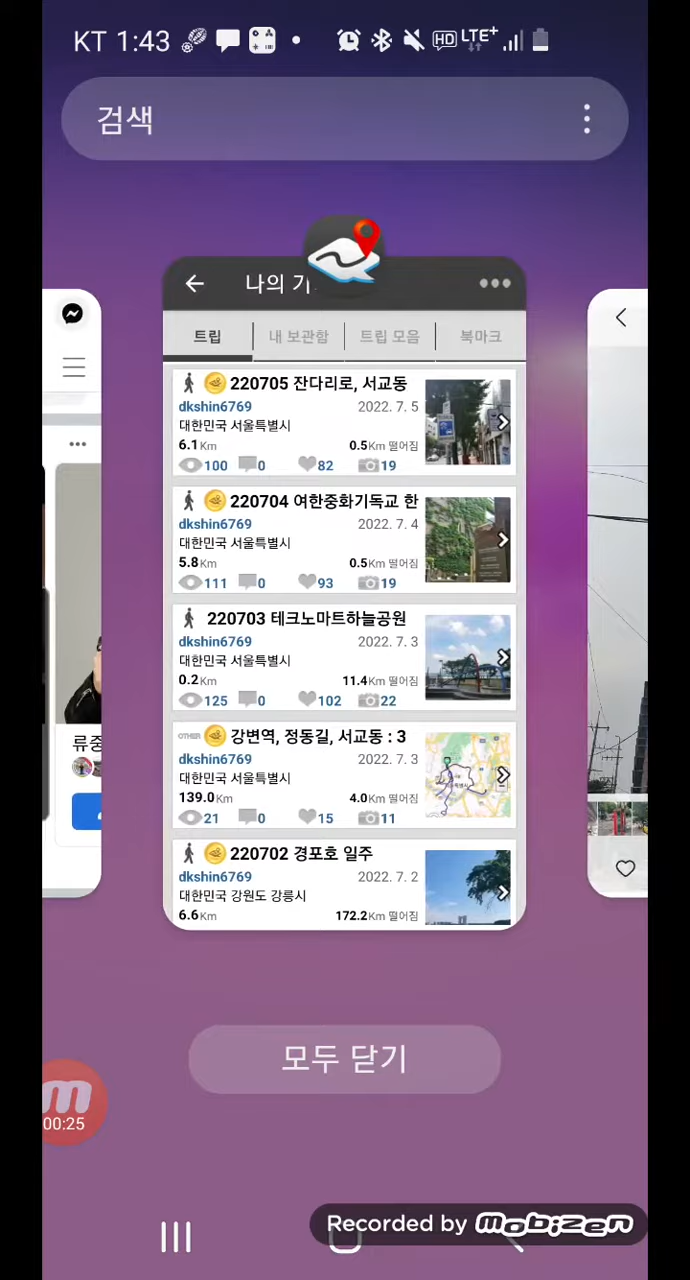 KT 1:43 HD LTE+
검색
나의 기
트립 내 보관함 트립 모음 북마크
220705 잔다리로, 서교동
dkshin6769 2022. 7. 5
대한민국 서울특별시
6.1Km 0.5Km 떨어짐
100 0 82 19
220704 여한중화기독교 한
dkshin6769 2022. 7. 4
대한민국 서울특별시
5.8Km 0.5Km 떨어짐
111 0 93 19
220703 테크노마트하늘공원
dkshin6769 2022. 7. 3
대한민국 서울특별시
0.2Km 11.4Km 떨어짐
125 0 102 22
OTHER 강변역, 정동길, 서교동 : 3
dkshin6769 2022. 7. 3
대한민국 서울특별시
139.0Km 4.0Km 떨어짐
21 0 15 11
220702 경포호 일주
dkshin6769 2022. 7. 2
대한민국 강원도 강릉시
6.6Km 172.2Km 떨어짐
류중
모두 닫기
m
00:25
Recorded by mobizen